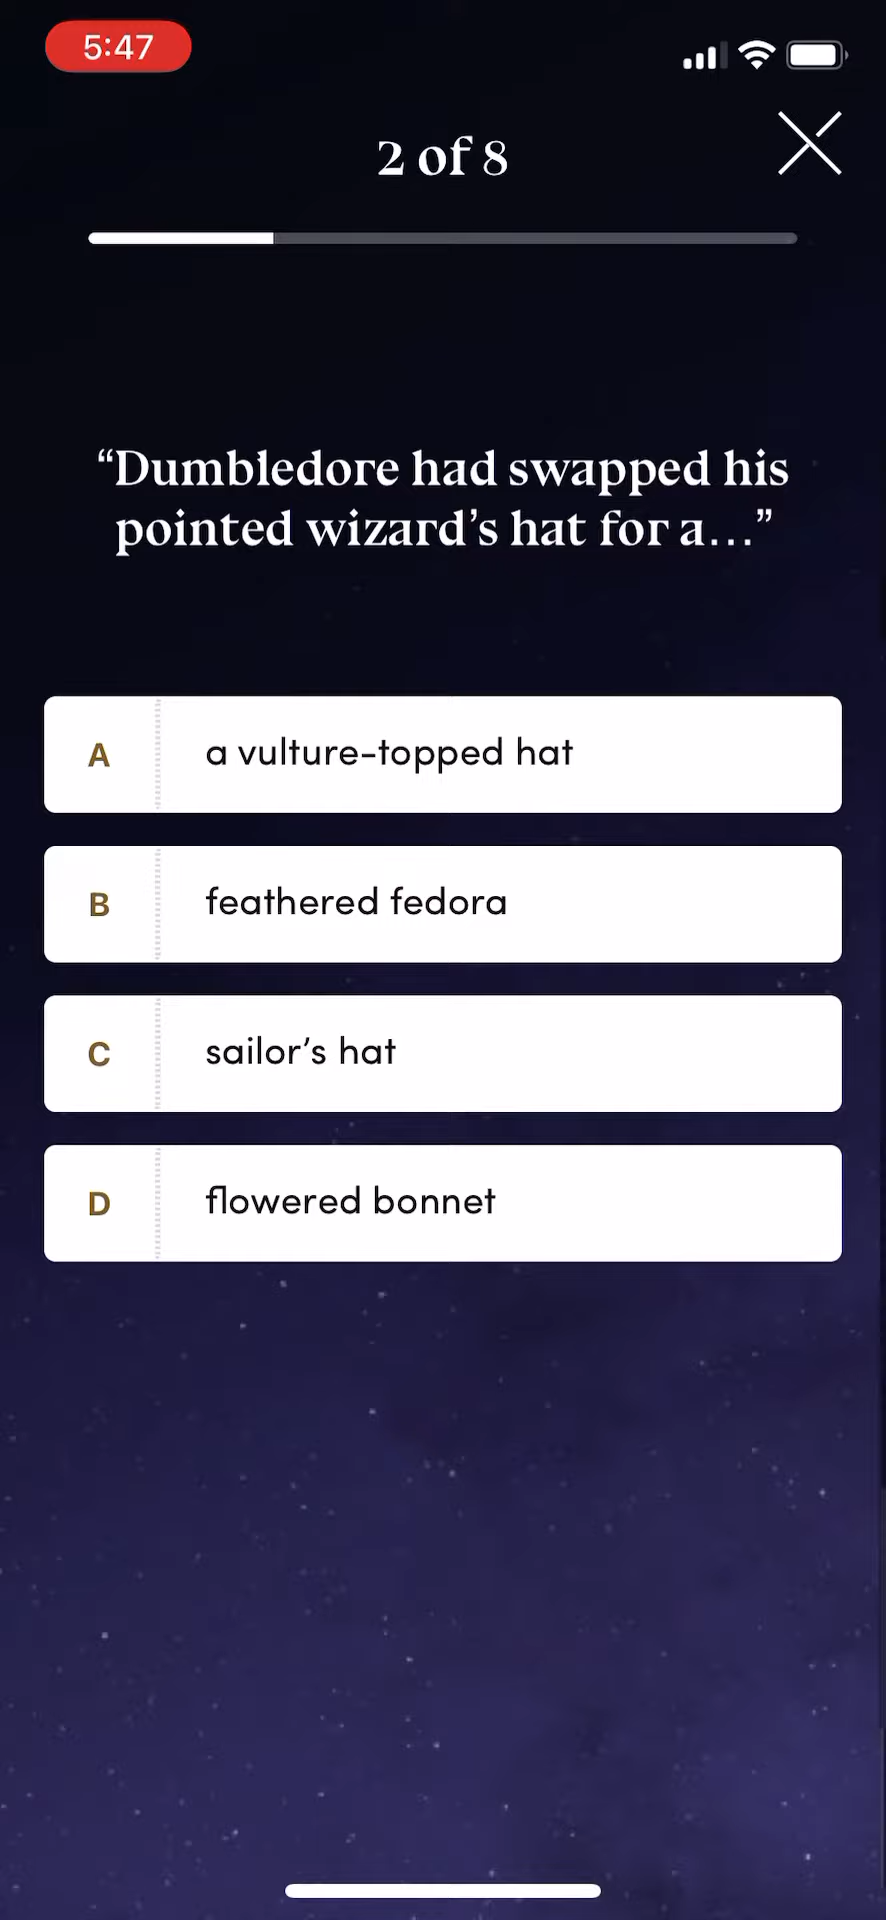 5:47
2 of 8
“Dumbledore had swapped his
pointed wizard’s hat for a...”
A a vulture-topped hat
B feathered fedora
C sailor’s hat
D flowered bonnet